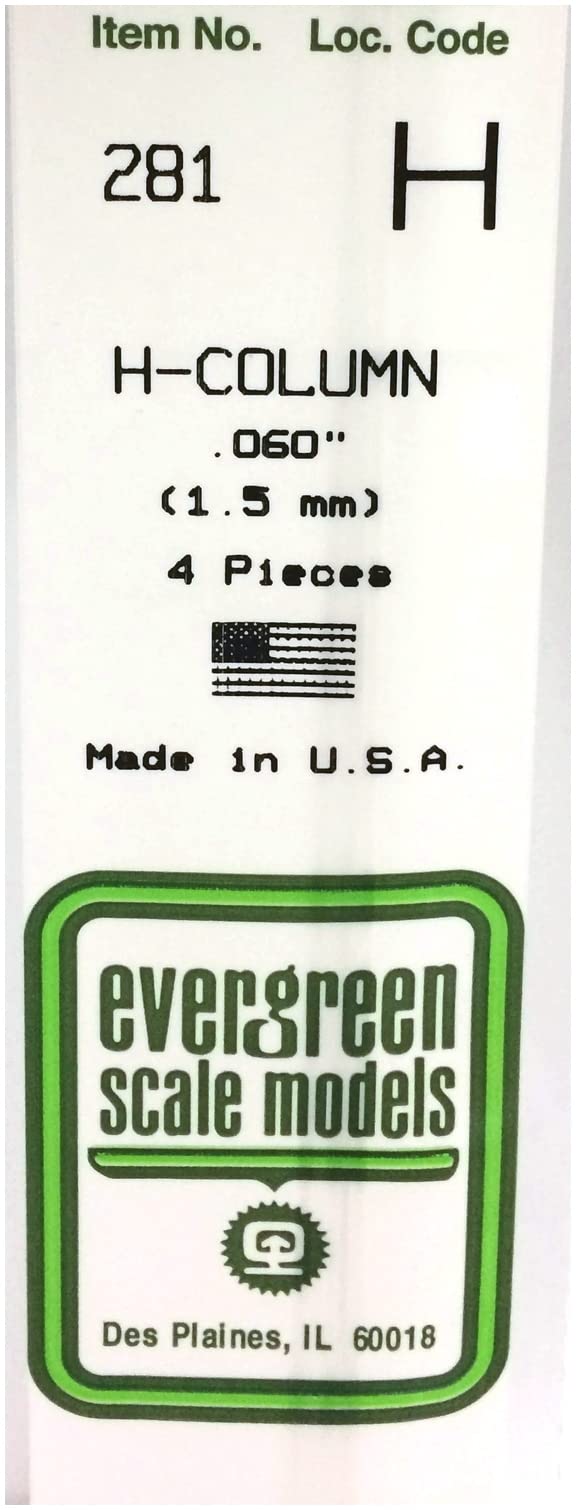 Item No. Loc. Code
281 H
H-COLUMN
.060"
(1.5 mm)
4 Pieces
Made in U.S.A.
evergreen
scale models
Des Plaines, IL 60018